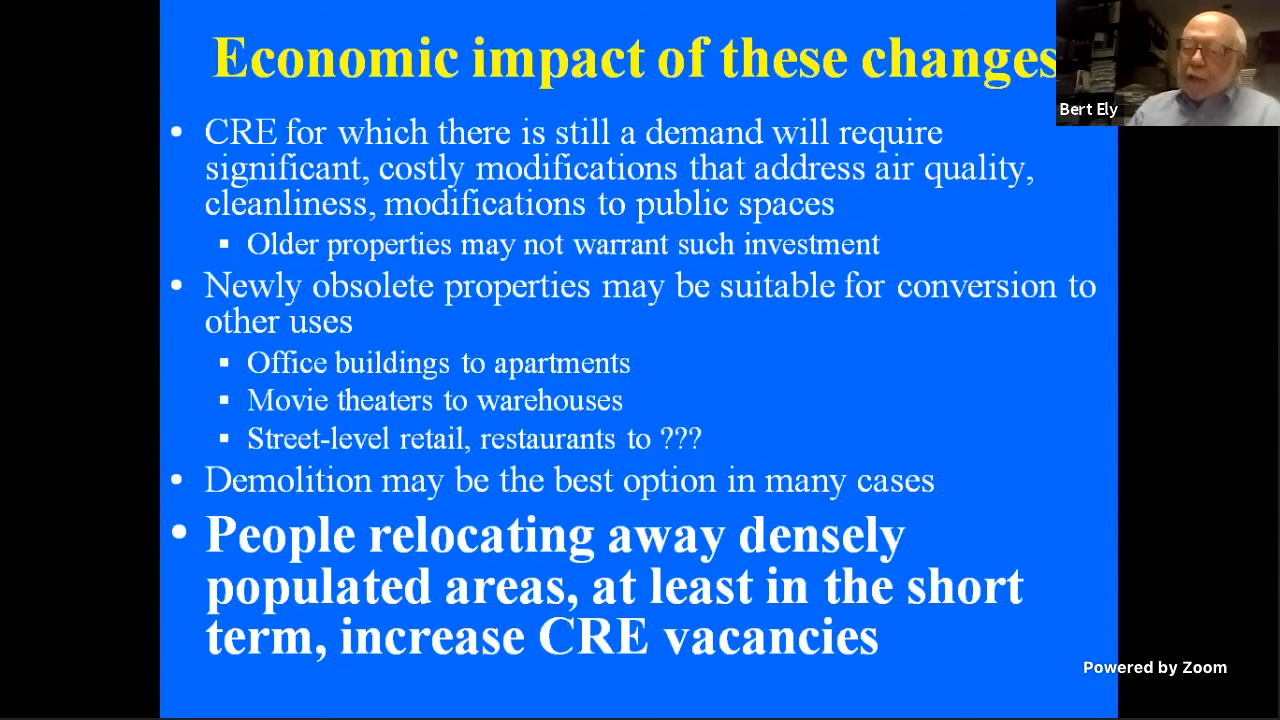 Economic impact of these changes
Bert Ely
• CRE for which there is still a demand will require
significant, costly modifications that address air quality,
cleanliness, modifications to public spaces
▪ Older properties may not warrant such investment
• Newly obsolete properties may be suitable for conversion to
other uses
▪ Office buildings to apartments
▪ Movie theaters to warehouses
▪ Street-level retail, restaurants to ???
• Demolition may be the best option in many cases
• People relocating away densely
populated areas, at least in the short
term, increase CRE vacancies
Powered by Zoom